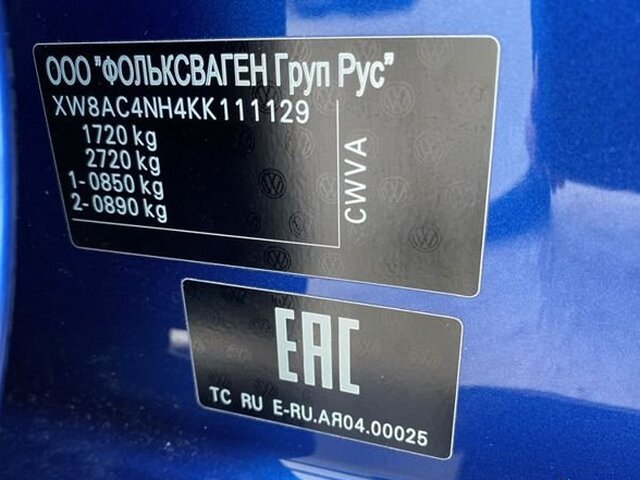 ООО "ФОЛЬКСВАГЕН Груп Рус"
XW8AC4NH4KK111129
1720 kg
2720 kg
1-0850 kg
2-0890 kg
CWVA
EAC
TC RU E-RU.АЯ04.00025